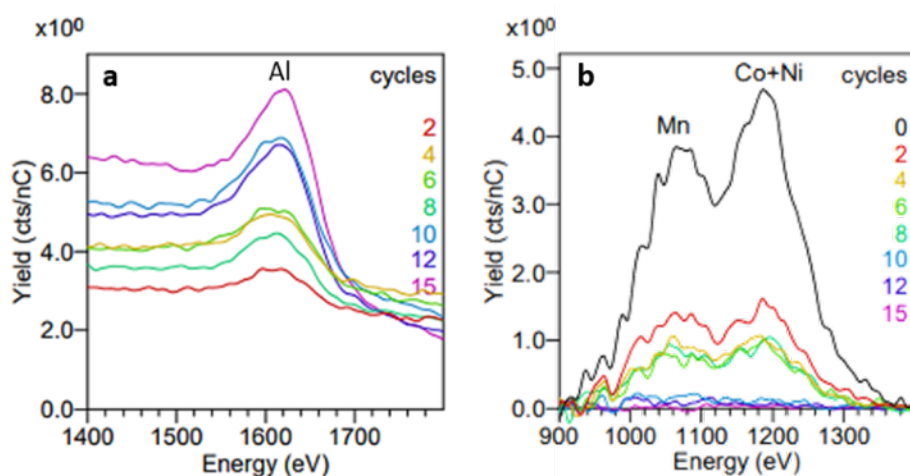 x10⁰
a
Al
cycles
8.0
6.0
4.0
2.0
0.0
2
4
6
8
10
12
15
Yield (cts/nC)
1400
1500
1600
1700
Energy (eV)
x10⁰
b
Mn
Co+Ni
cycles
5.0
4.0
3.0
2.0
1.0
0.0
0
2
4
6
8
10
12
15
Yield (cts/nC)
900
1000
1100
1200
1300
Energy (eV)